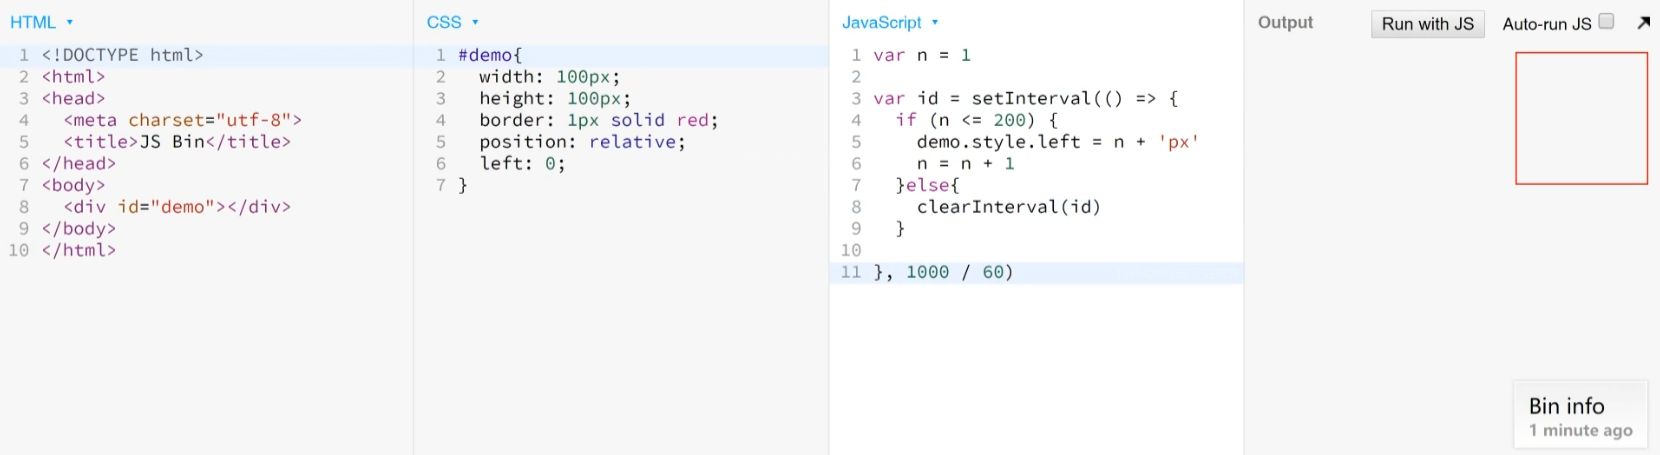 HTML ▾
1 <!DOCTYPE html>
2 <html>
3 <head>
4   <meta charset="utf-8">
5   <title>JS Bin</title>
6 </head>
7 <body>
8   <div id="demo"></div>
9 </body>
10 </html>
CSS ▾
1 #demo{
2   width: 100px;
3   height: 100px;
4   border: 1px solid red;
5   position: relative;
6   left: 0;
7 }
JavaScript ▾
1 var n = 1
2
3 var id = setInterval(() => {
4   if (n <= 200) {
5     demo.style.left = n + 'px'
6     n = n + 1
7   }else{
8     clearInterval(id)
9   }
10
11 }, 1000 / 60)
Output Run with JS Auto-run JS
Bin info
1 minute ago